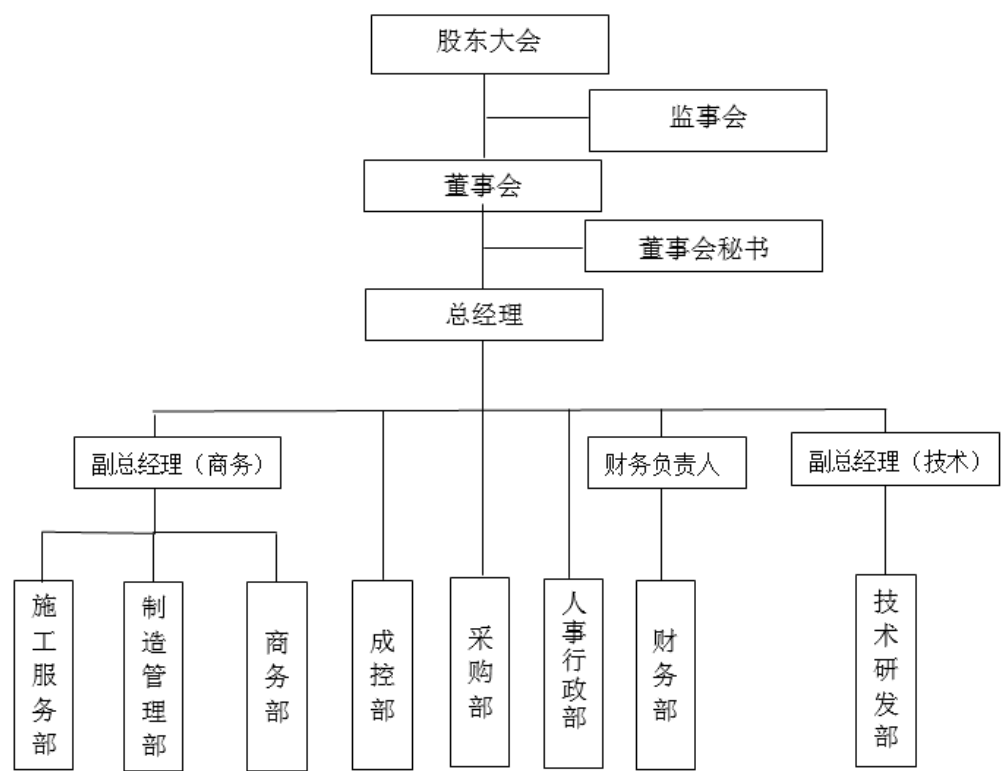 股东大会
监事会
董事会
董事会秘书
总经理
副总经理（商务）
财务负责人
副总经理（技术）
施工服务部
制造管理部
商务部
成控部
采购部
人事行政部
财务部
技术研发部